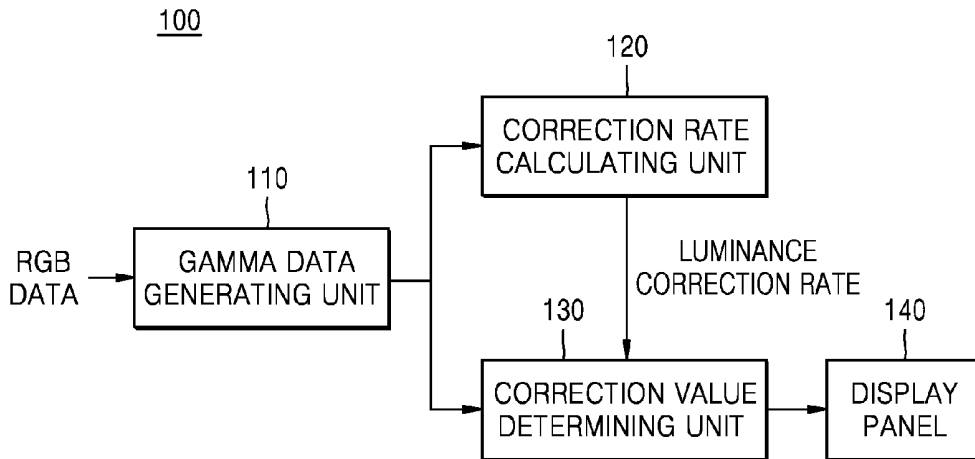 100
120
CORRECTION RATE
CALCULATING UNIT
110
RGB
DATA
GAMMA DATA
GENERATING UNIT
LUMINANCE
CORRECTION RATE
130
CORRECTION VALUE
DETERMINING UNIT
140
DISPLAY
PANEL